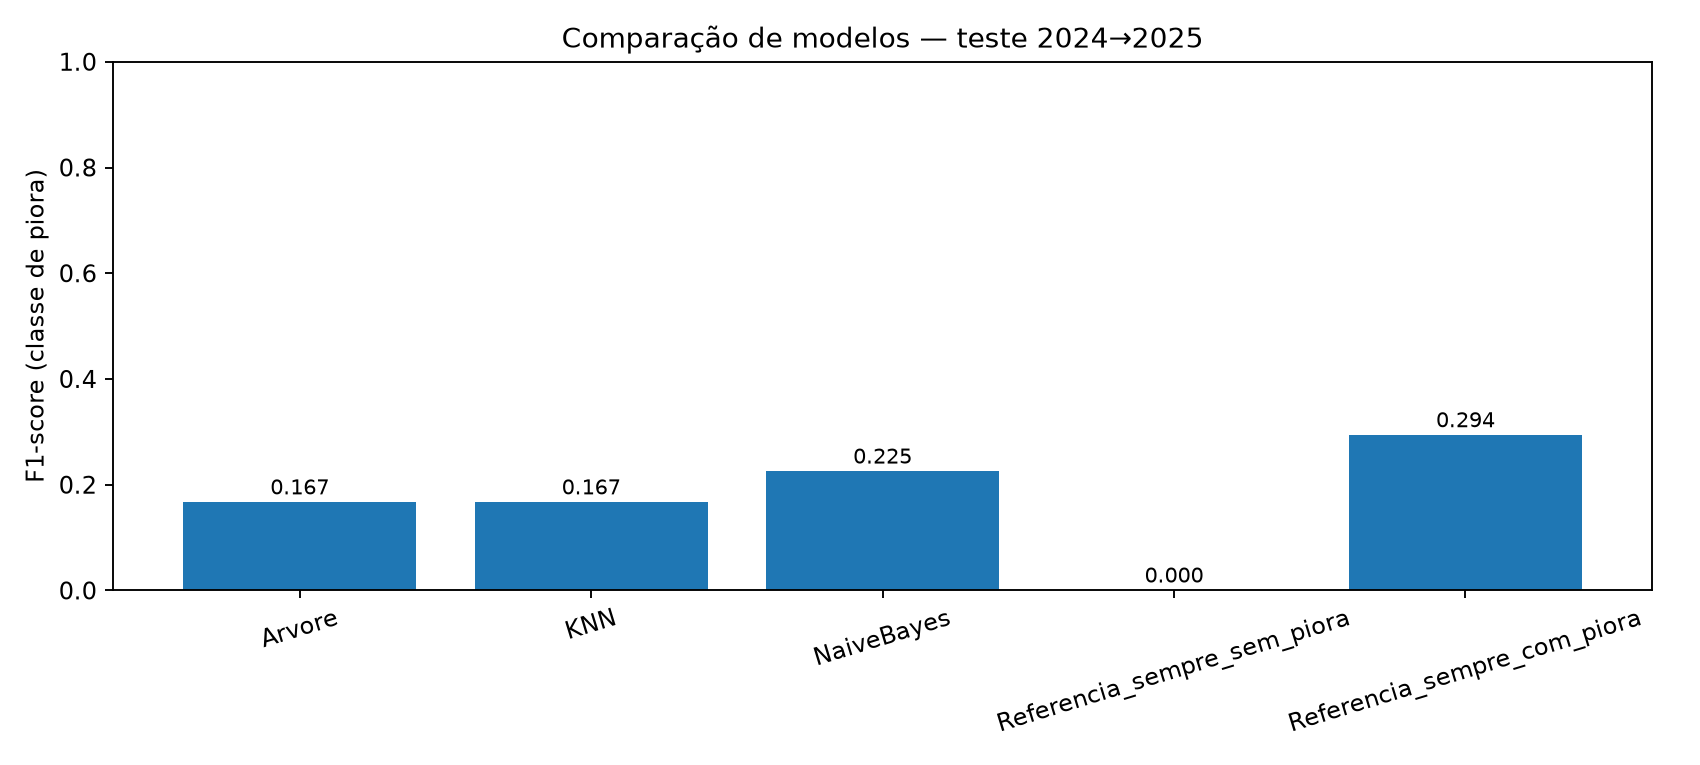 Comparação de modelos — teste 2024→2025
F1-score (classe de piora)
1.0
0.8
0.6
0.4
0.2
0.0
0.167
0.167
0.225
0.000
0.294
Arvore
KNN
NaiveBayes
Referencia_sempre_sem_piora
Referencia_sempre_com_piora